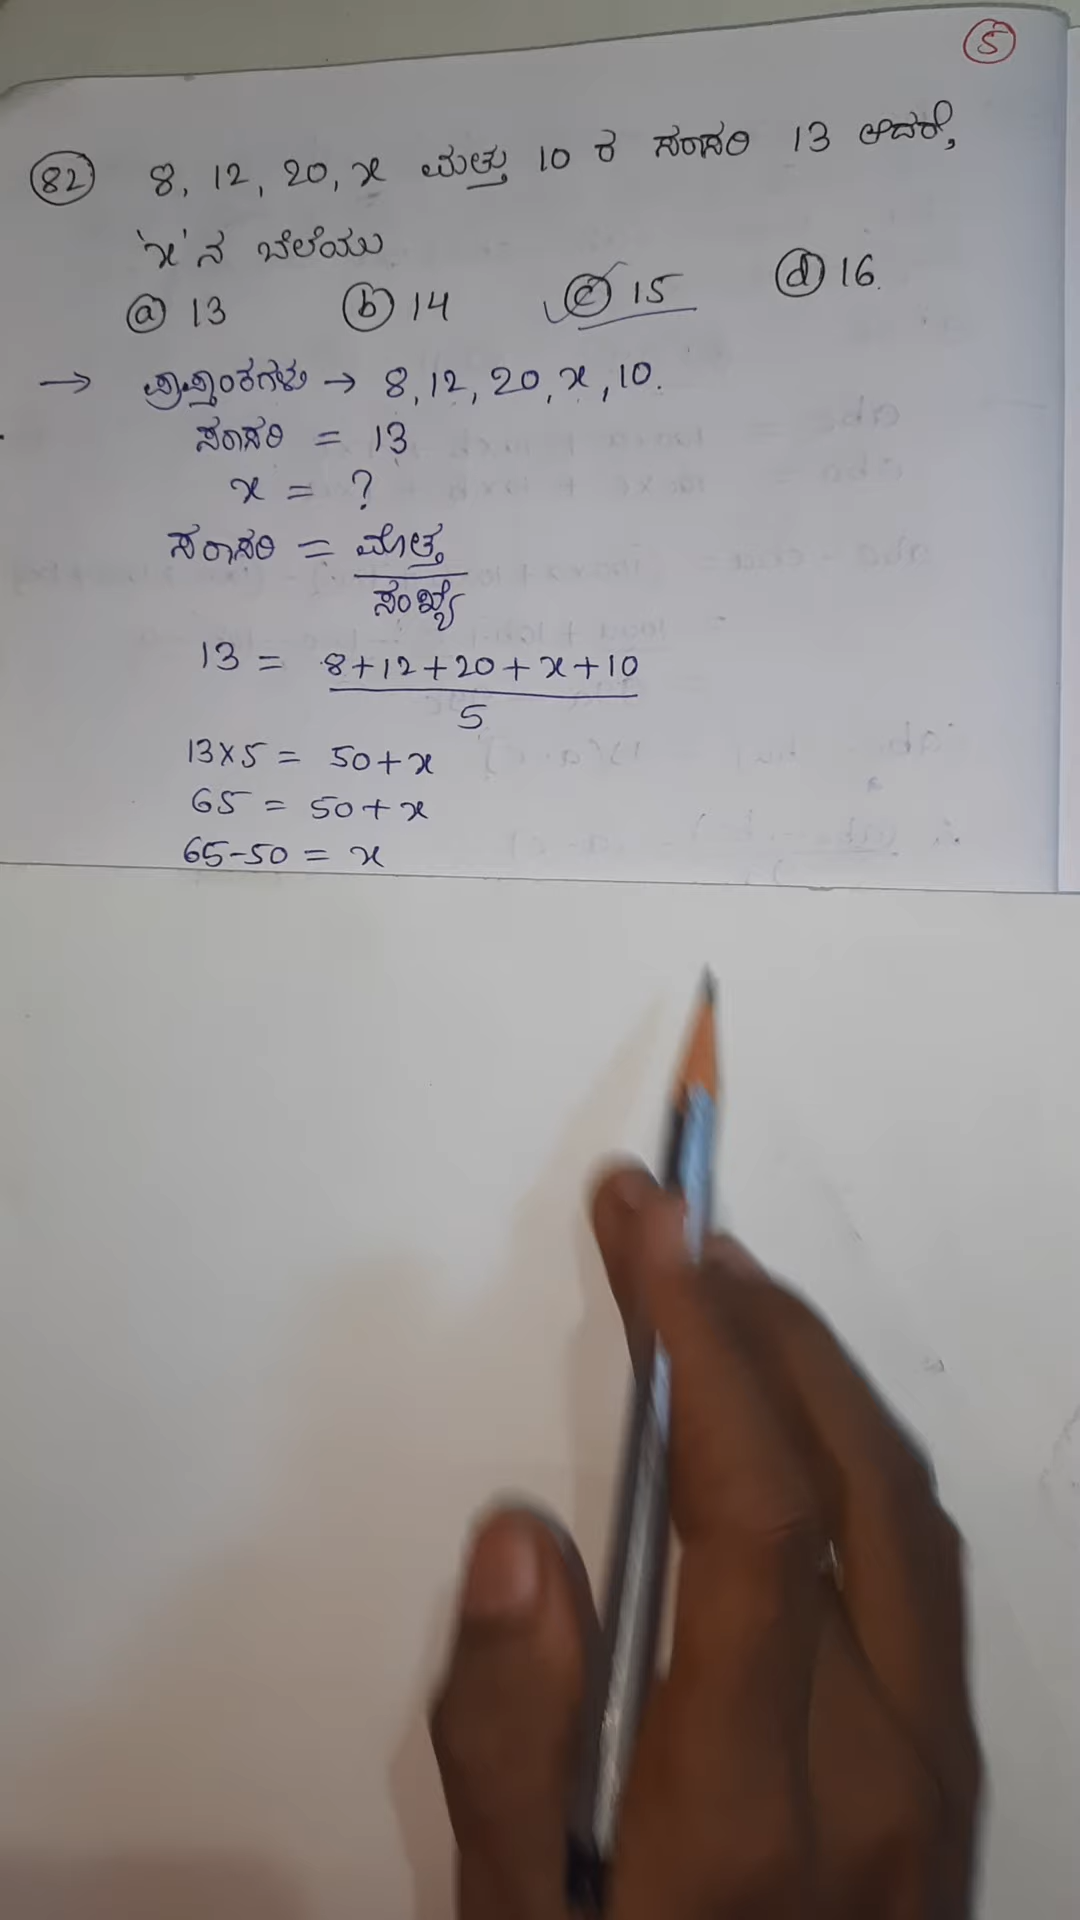 5
82 8, 12, 20, x ಮತ್ತು 10 ರ ಸರಾಸರಿ 13 ಆದರೆ,
'x' ನ ಬೆಲೆಯು
a 13 b 14 c 15 d 16.
→ ಪ್ರಾಪ್ತಾಂಕಗಳು → 8, 12, 20, x, 10.
ಸರಾಸರಿ = 13
x = ?
ಸರಾಸರಿ = ಮೊತ್ತ
ಸಂಖ್ಯೆ
13 = 8+12+20+x+10
5
13×5 = 50+x
65 = 50+x
65-50 = x